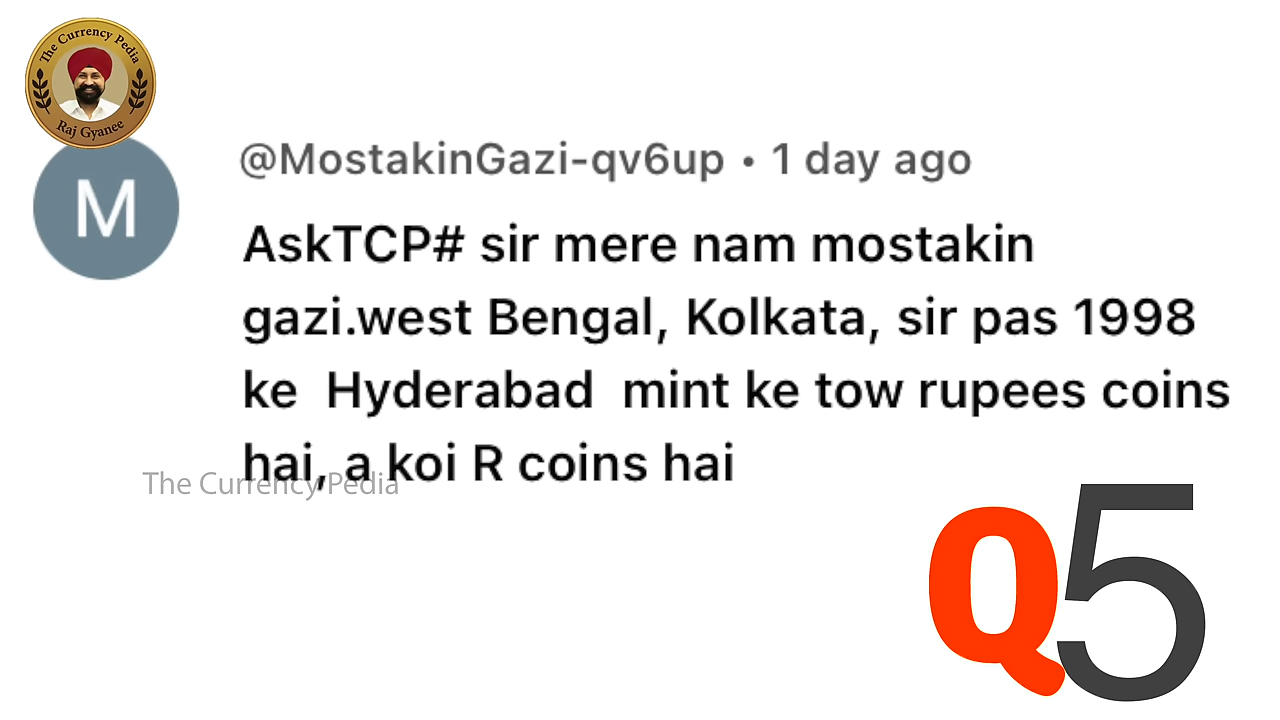 The Currency Pedia
Raj Gyanee
M
@MostakinGazi-qv6up • 1 day ago
AskTCP# sir mere nam mostakin
gazi.west Bengal, Kolkata, sir pas 1998
ke  Hyderabad  mint ke tow rupees coins
hai, a koi R coins hai
The Currency Pedia
Q5